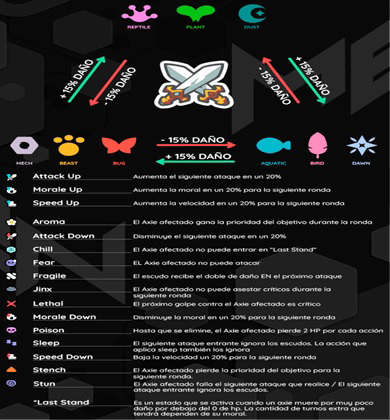 REPTILE PLANT DUSK
+ 15% DAÑO - 15% DAÑO
- 15% DAÑO + 15% DAÑO
- 15% DAÑO
+ 15% DAÑO
MECH BEAST BUG AQUATIC BIRD DAWN
Attack Up Aumenta el siguiente ataque en un 20%
Morale Up Aumenta la moral en un 20% para la siguiente ronda
Speed Up Aumenta la velocidad en un 20% para la siguiente ronda
Aroma El Axie afectado gana la prioridad del objetivo durante la ronda
Attack Down Disminuye el siguiente ataque en un 20%
Chill El Axie afectado no puede entrar en "Last Stand"
Fear EL Axie no puede atacar
Fragile El escudo recibe el doble de daño EN el próximo ataque
Jinx El Axie afectado no puede asestar críticos durante la
siguiente ronda
Lethal El próximo golpe contra el Axie afectado es crítico
Morale Down Disminuye la moral en un 20% para la siguiente ronda
Poison Hasta que se elimine, el Axie afectado pierde 2 HP por cada acción
Sleep El siguiente ataque entrante ignora los escudos. La acción que
aplica sleep también los ignora
Speed Down Baja la velocidad un 20% para la siguiente ronda
Stench El Axie afectado pierde la prioridad del objetivo para la
siguiente ronda.
Stun El Axie afectado falla el siguiente ataque que realice / El siguiente
ataque entrante ignora los escudos.
*Last Stand Es un estado que se activa cuando un axie muere por muy poco
daño por debajo del 0 de hp. La cantidad de turnos extra que
tendrá dependen de su moral.